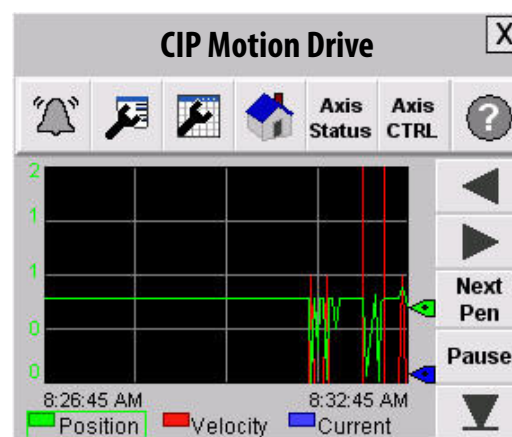 CIP Motion Drive
X
Axis Status
Axis CTRL
?
2
1
1
0
0
Next Pen
Pause
8:26:45 AM
8:32:45 AM
Position
Velocity
Current